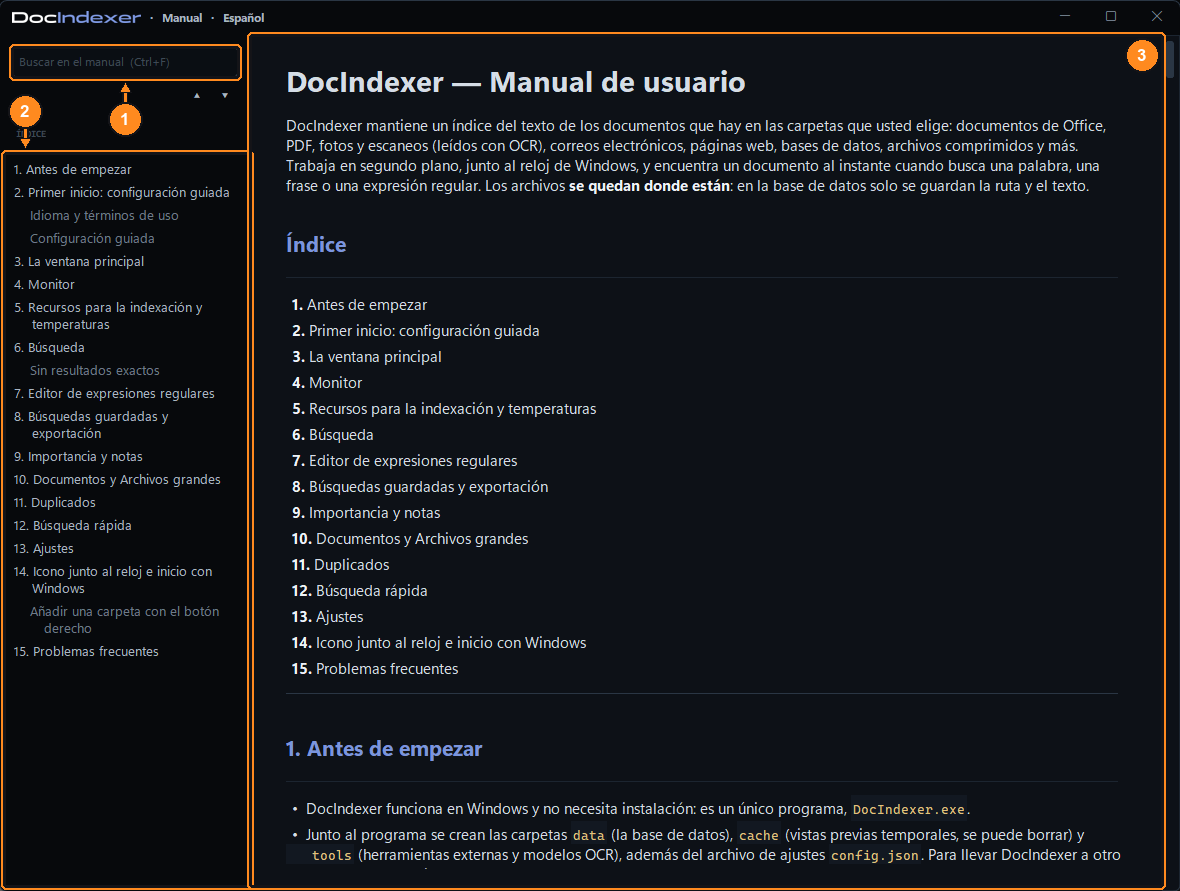 DocIndexer · Manual · Español
Buscar en el manual (Ctrl+F)
▲ ▼
1
2
ÍNDICE
1. Antes de empezar
2. Primer inicio: configuración guiada
Idioma y términos de uso
Configuración guiada
3. La ventana principal
4. Monitor
5. Recursos para la indexación y
temperaturas
6. Búsqueda
Sin resultados exactos
7. Editor de expresiones regulares
8. Búsquedas guardadas y
exportación
9. Importancia y notas
10. Documentos y Archivos grandes
11. Duplicados
12. Búsqueda rápida
13. Ajustes
14. Icono junto al reloj e inicio con
Windows
Añadir una carpeta con el botón
derecho
15. Problemas frecuentes
3
DocIndexer — Manual de usuario
DocIndexer mantiene un índice del texto de los documentos que hay en las carpetas que usted elige: documentos de Office,
PDF, fotos y escaneos (leídos con OCR), correos electrónicos, páginas web, bases de datos, archivos comprimidos y más.
Trabaja en segundo plano, junto al reloj de Windows, y encuentra un documento al instante cuando busca una palabra, una
frase o una expresión regular. Los archivos se quedan donde están: en la base de datos solo se guardan la ruta y el texto.
Índice
1. Antes de empezar
2. Primer inicio: configuración guiada
3. La ventana principal
4. Monitor
5. Recursos para la indexación y temperaturas
6. Búsqueda
7. Editor de expresiones regulares
8. Búsquedas guardadas y exportación
9. Importancia y notas
10. Documentos y Archivos grandes
11. Duplicados
12. Búsqueda rápida
13. Ajustes
14. Icono junto al reloj e inicio con Windows
15. Problemas frecuentes
1. Antes de empezar
• DocIndexer funciona en Windows y no necesita instalación: es un único programa, DocIndexer.exe.
• Junto al programa se crean las carpetas data (la base de datos), cache (vistas previas temporales, se puede borrar) y
tools (herramientas externas y modelos OCR), además del archivo de ajustes config.json. Para llevar DocIndexer a otro